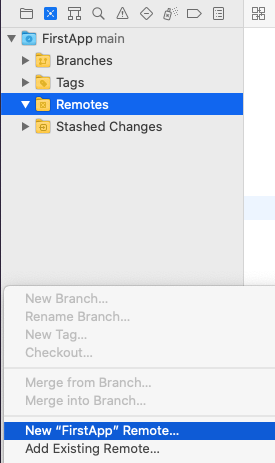 FirstApp main
Branches
Tags
Remotes
Stashed Changes
New Branch...
Rename Branch...
New Tag...
Checkout...
Merge from Branch...
Merge into Branch...
New “FirstApp” Remote...
Add Existing Remote...